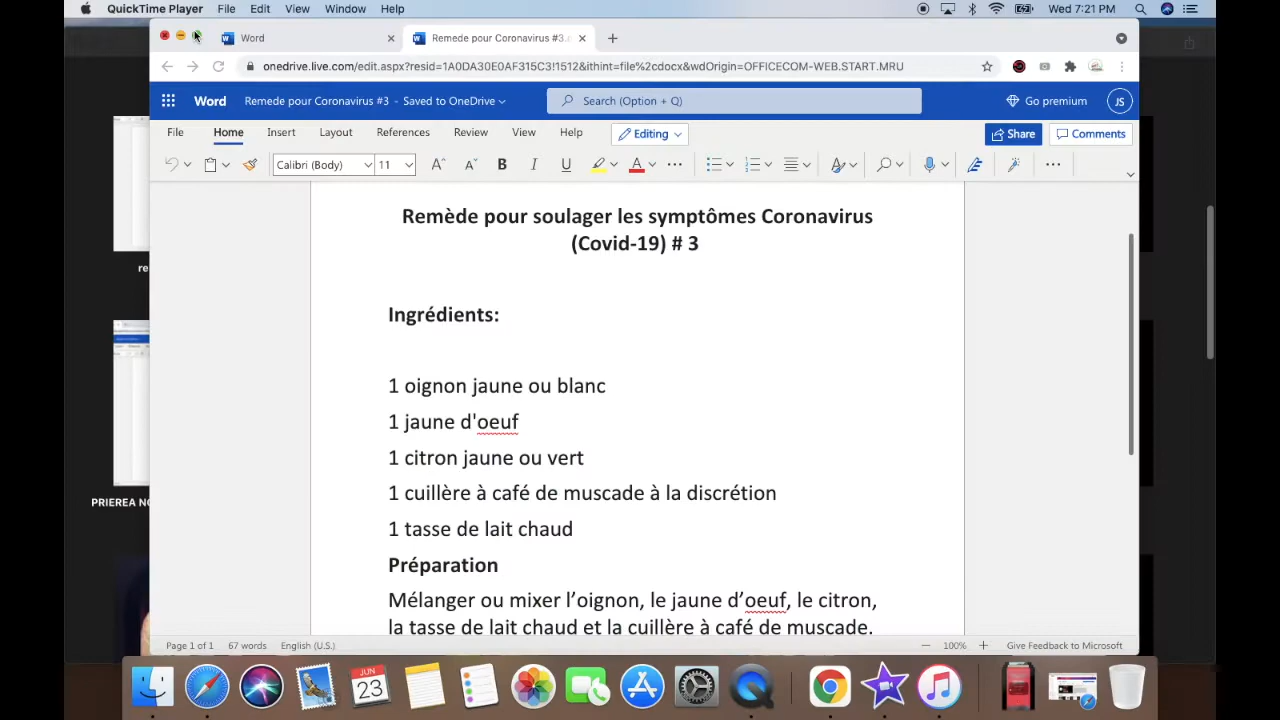 QuickTime Player File Edit View Window Help Wed 7:21 PM
Word Remede pour Coronavirus #3.
onedrive.live.com/edit.aspx?resid=1A0DA30E0AF315C3!1512&ithint=file%2cdocx&wdOrigin=OFFICECOM-WEB.START.MRU
Word Remede pour Coronavirus #3 - Saved to OneDrive Search (Option + Q) Go premium JS
File Home Insert Layout References Review View Help Editing Share Comments
Calibri (Body) 11 A A B I U A
Remède pour soulager les symptômes Coronavirus
(Covid-19) # 3
re
Ingrédients:
1 oignon jaune ou blanc
1 jaune d'oeuf
1 citron jaune ou vert
1 cuillère à café de muscade à la discrétion
PRIEREA NO
1 tasse de lait chaud
Préparation
Mélanger ou mixer l’oignon, le jaune d’oeuf, le citron,
la tasse de lait chaud et la cuillère à café de muscade.
Page 1 of 1 67 words English (U.S.) 100% Give Feedback to Microsoft
JUN
23